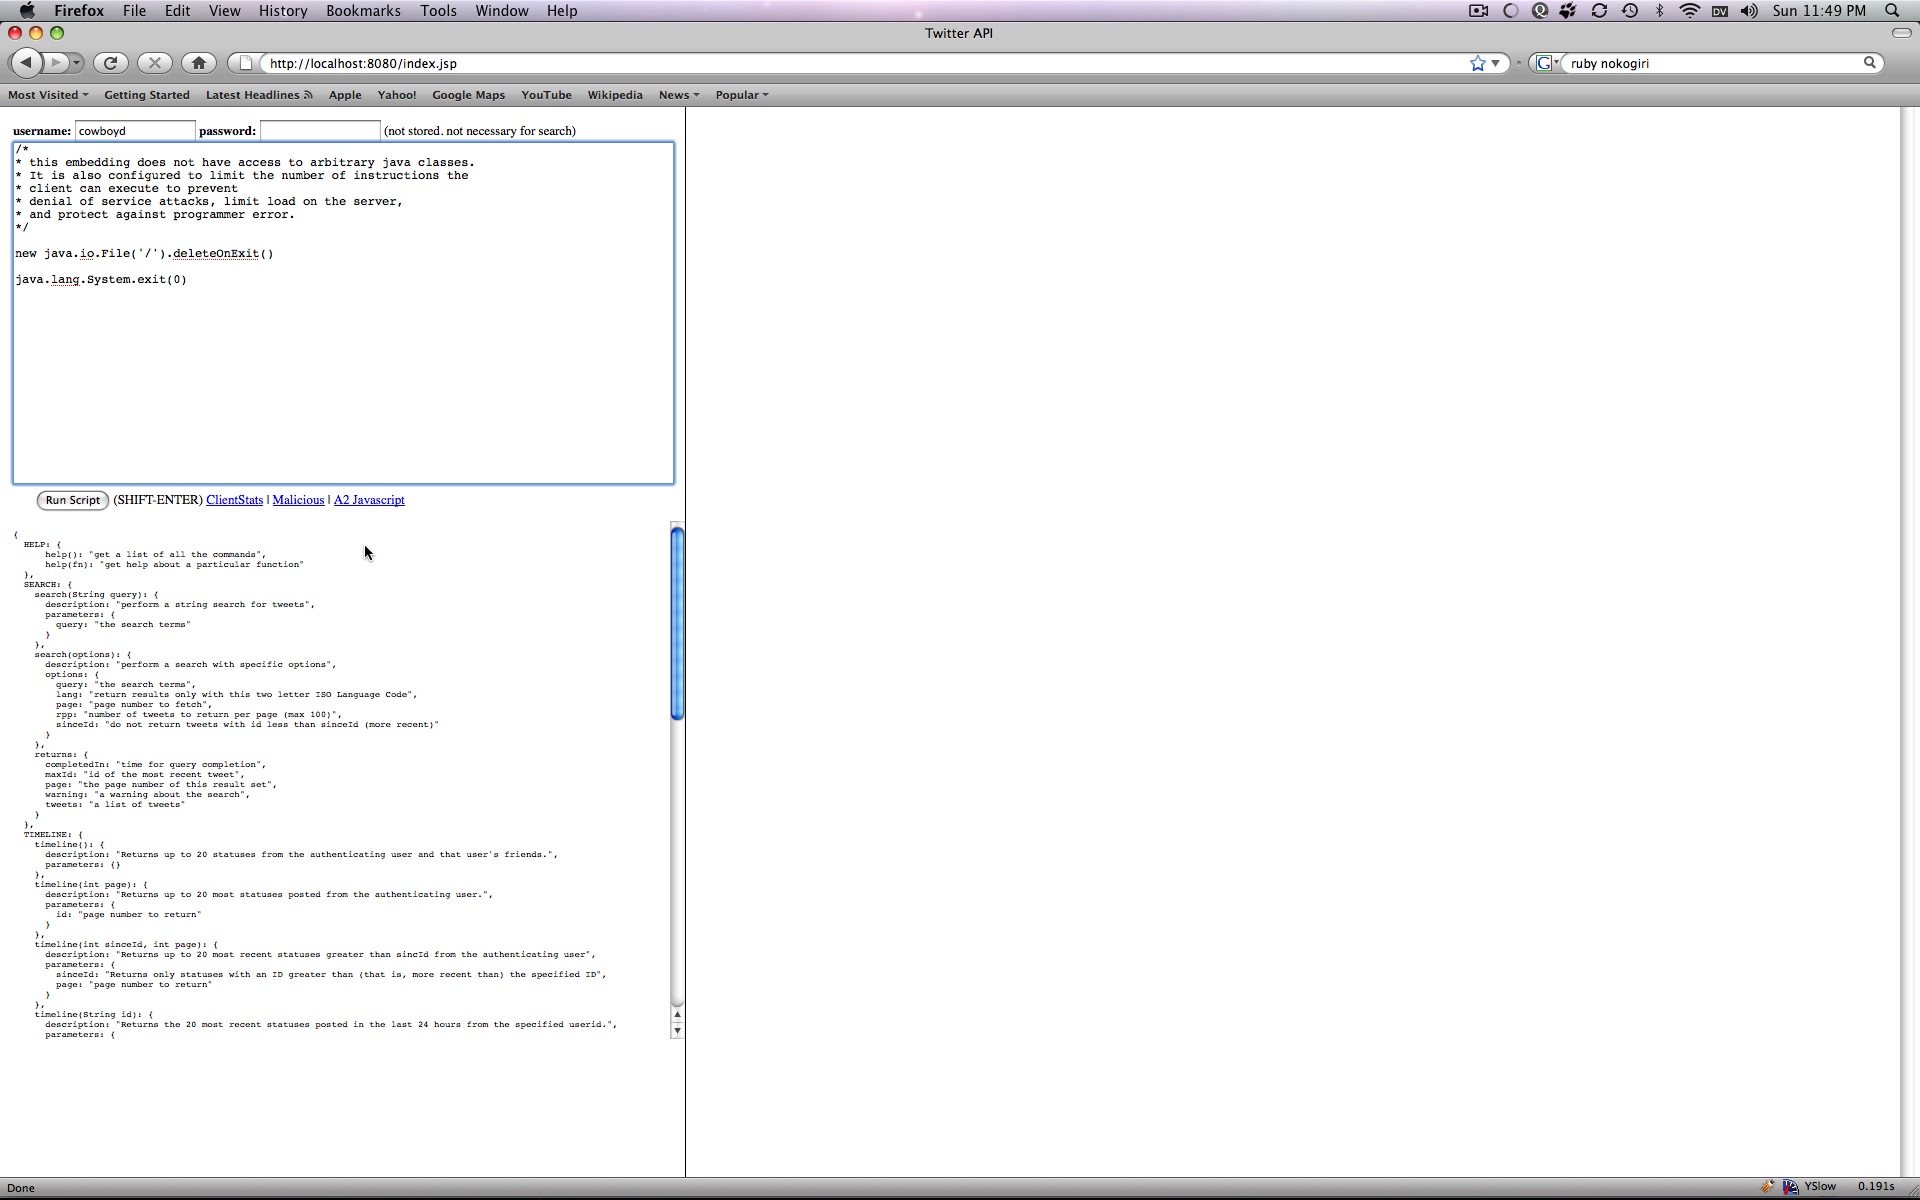 Firefox File Edit View History Bookmarks Tools Window Help DV Sun 11:49 PM
Twitter API
http://localhost:8080/index.jsp G ruby nokogiri
Most Visited Getting Started Latest Headlines Apple Yahoo! Google Maps YouTube Wikipedia News Popular
username: cowboyd password: (not stored. not necessary for search)
/*
* this embedding does not have access to arbitrary java classes.
* It is also configured to limit the number of instructions the
* client can execute to prevent
* denial of service attacks, limit load on the server,
* and protect against programmer error.
*/
new java.io.File('/').deleteOnExit()
java.lang.System.exit(0)
Run Script (SHIFT-ENTER) ClientStats | Malicious | A2 Javascript
{
HELP: {
help(): "get a list of all the commands",
help(fn): "get help about a particular function"
},
SEARCH: {
search(String query): {
description: "perform a string search for tweets",
parameters: {
query: "the search terms"
}
},
search(options): {
description: "perform a search with specific options",
options: {
query: "the search terms",
lang: "return results only with this two letter ISO Language Code",
page: "page number to fetch",
rpp: "number of tweets to return per page (max 100)",
sinceId: "do not return tweets with id less than sinceId (more recent)"
}
},
returns: {
completedIn: "time for query completion",
maxId: "id of the most recent tweet",
page: "the page number of this result set",
warning: "a warning about the search",
tweets: "a list of tweets"
}
},
TIMELINE: {
timeline(): {
description: "Returns up to 20 statuses from the authenticating user and that user's friends.",
parameters: {}
},
timeline(int page): {
description: "Returns up to 20 most statuses posted from the authenticating user.",
parameters: {
id: "page number to return"
}
},
timeline(int sinceId, int page): {
description: "Returns up to 20 most recent statuses greater than sincId from the authenticating user",
parameters: {
sinceId: "Returns only statuses with an ID greater than (that is, more recent than) the specified ID",
page: "page number to return"
}
},
timeline(String id): {
description: "Returns the 20 most recent statuses posted in the last 24 hours from the specified userid.",
parameters: {
Done YSlow 0.191s